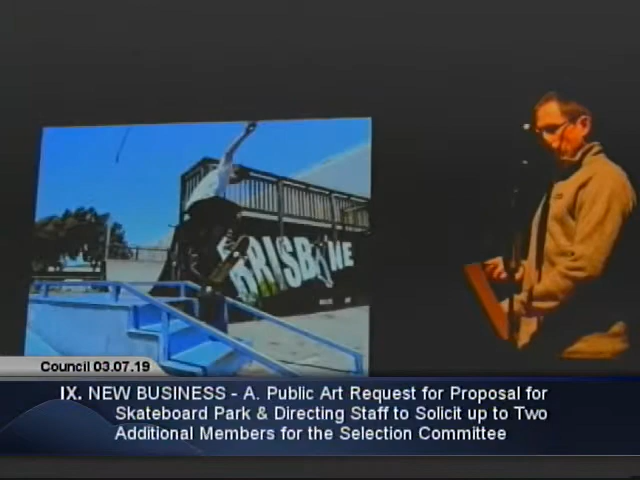 BRISBANE
Council 03.07.19
IX. NEW BUSINESS - A. Public Art Request for Proposal for
Skateboard Park & Directing Staff to Solicit up to Two
Additional Members for the Selection Committee